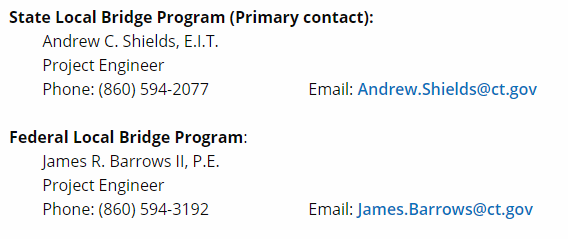 State Local Bridge Program (Primary contact):
Andrew C. Shields, E.I.T.
Project Engineer
Phone: (860) 594-2077 Email: Andrew.Shields@ct.gov
Federal Local Bridge Program:
James R. Barrows II, P.E.
Project Engineer
Phone: (860) 594-3192 Email: James.Barrows@ct.gov